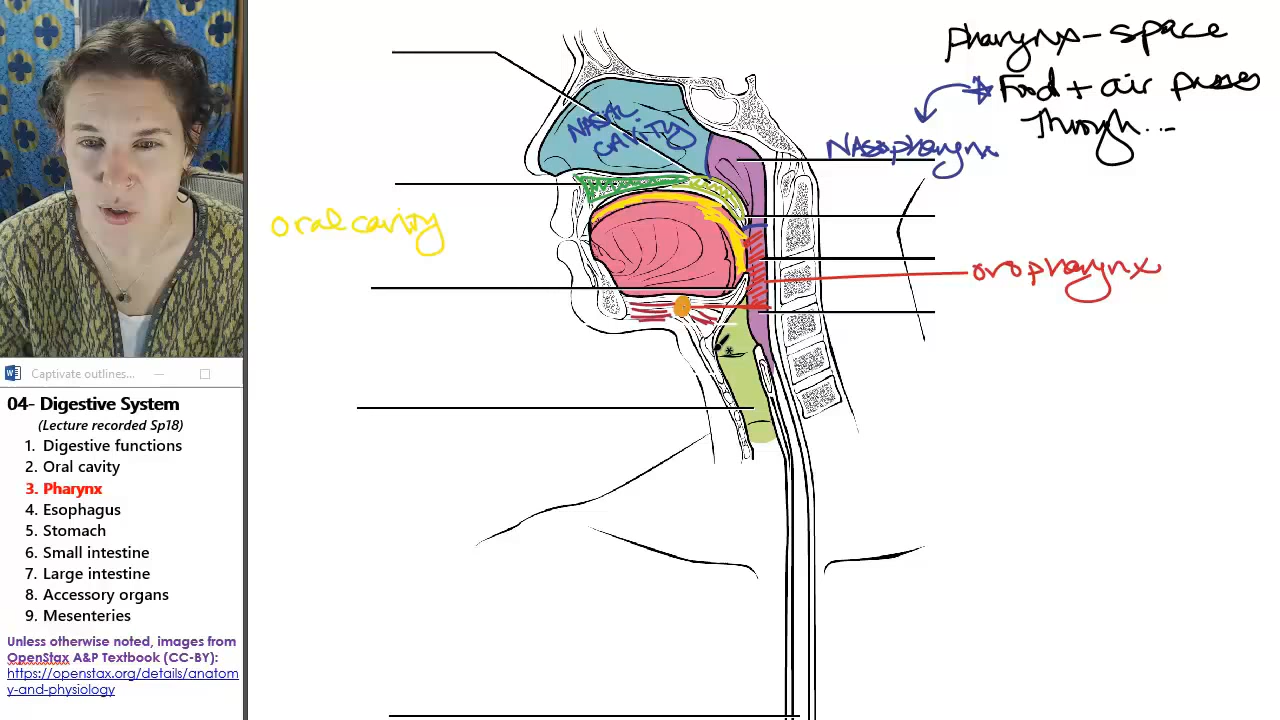 Captivate outlines...
04- Digestive System
(Lecture recorded Sp18)
1. Digestive functions
2. Oral cavity
3. Pharynx
4. Esophagus
5. Stomach
6. Small intestine
7. Large intestine
8. Accessory organs
9. Mesenteries
Unless otherwise noted, images from
OpenStax A&P Textbook (CC-BY):
https://openstax.org/details/anatom
y-and-physiology
pharynx - space
Food + air passes
through...
NASAL
CAVITY
Nasopharynx
oral cavity
oropharynx